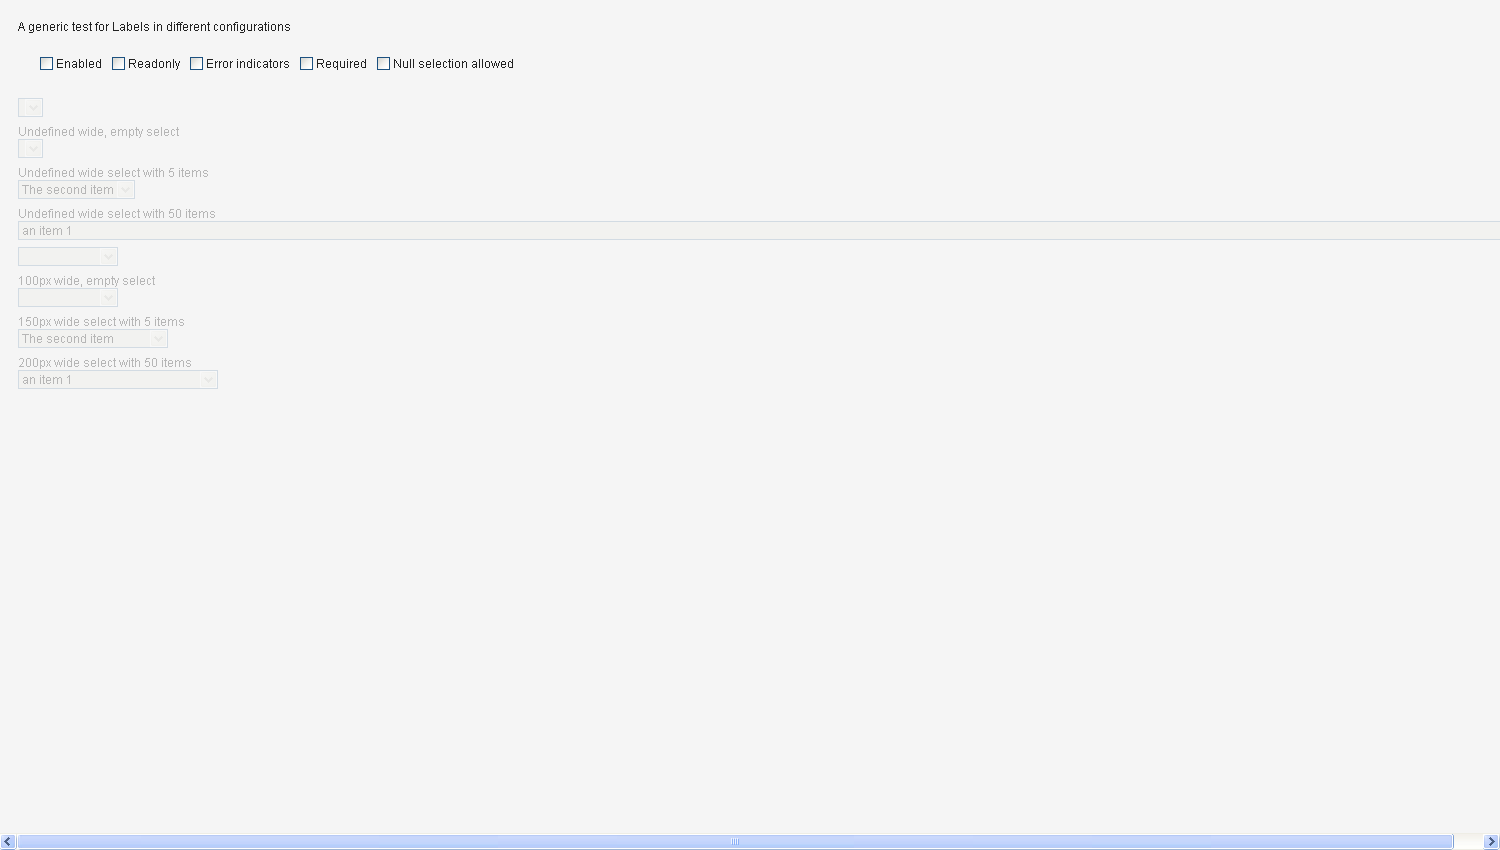 A generic test for Labels in different configurations
Enabled Readonly Error indicators Required Null selection allowed
Undefined wide, empty select
Undefined wide select with 5 items
The second item
Undefined wide select with 50 items
an item 1
100px wide, empty select
150px wide select with 5 items
The second item
200px wide select with 50 items
an item 1